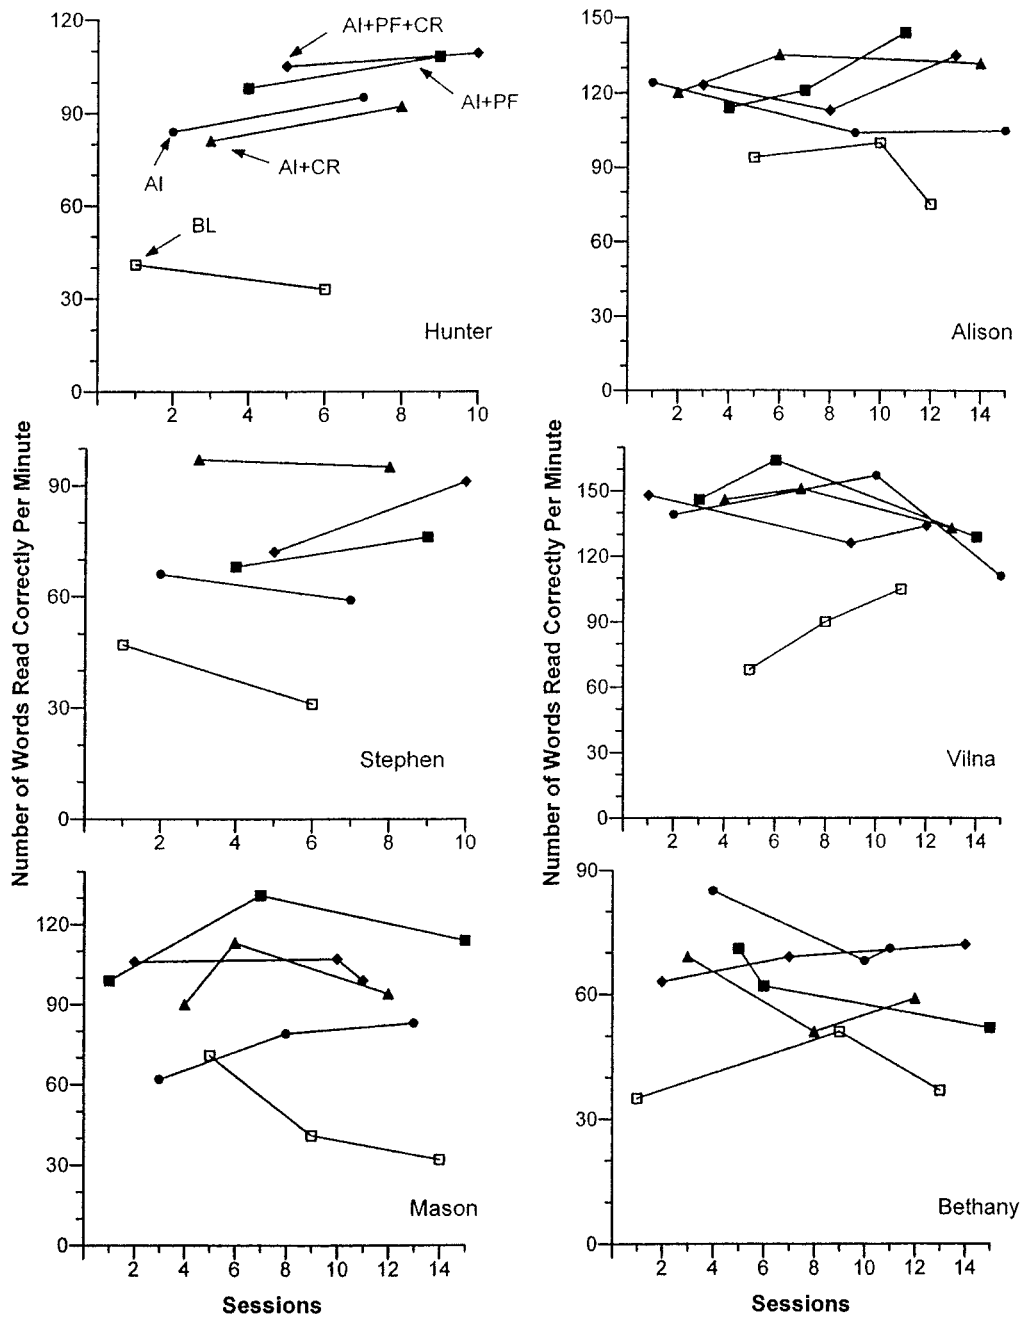 120
90
60
30
0
AI+PF+CR
AI+PF
AI
AI+CR
BL
Hunter
2 4 6 8 10
150
120
90
60
30
0
Alison
2 4 6 8 10 12 14
Number of Words Read Correctly Per Minute
90
60
30
0
Stephen
2 4 6 8 10
Number of Words Read Correctly Per Minute
150
120
90
60
30
0
Vilna
2 4 6 8 10 12 14
120
90
60
30
0
Mason
2 4 6 8 10 12 14
Sessions
90
60
30
0
Bethany
2 4 6 8 10 12 14
Sessions